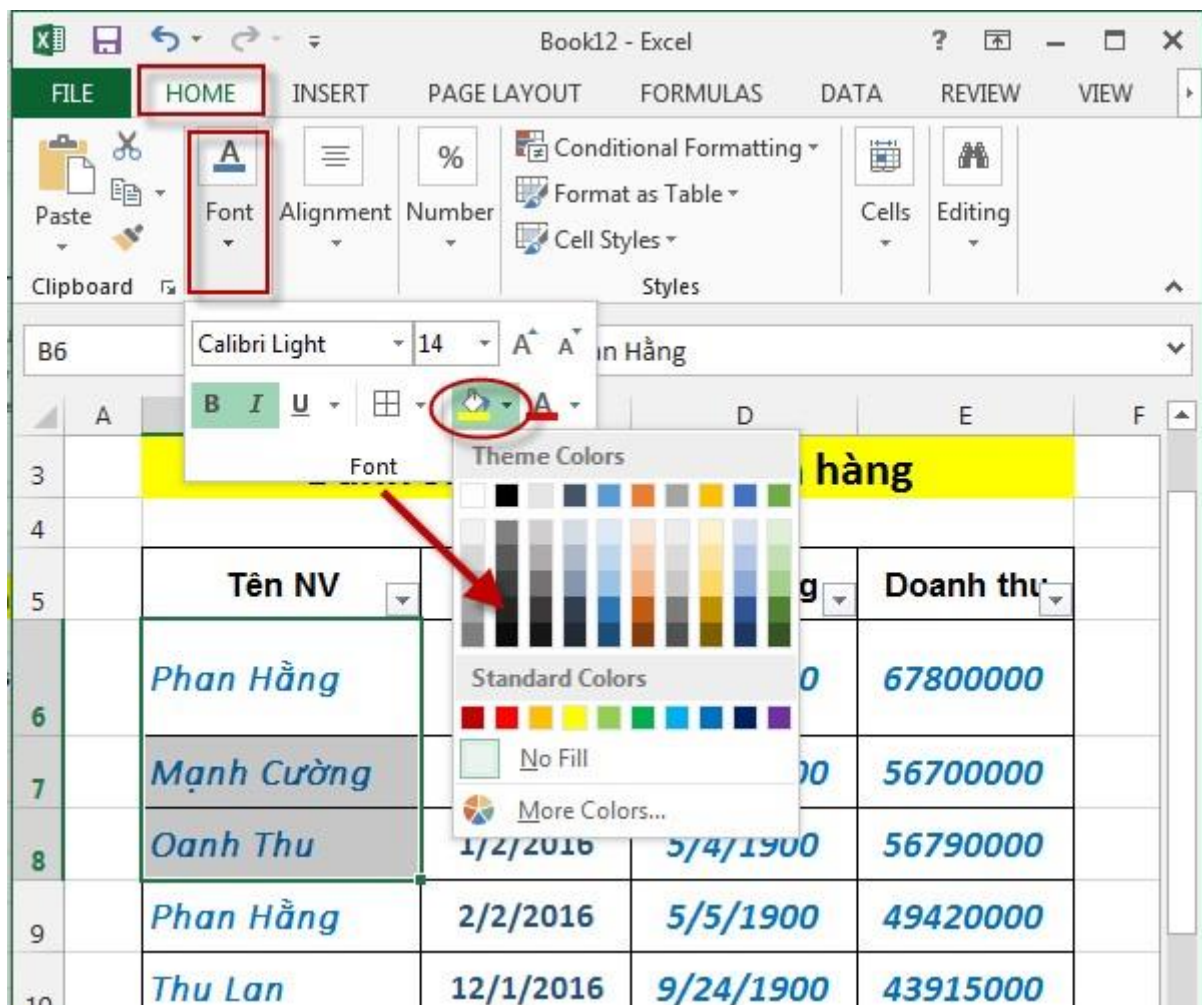 Book12 - Excel
?
FILE HOME INSERT PAGE LAYOUT FORMULAS DATA REVIEW VIEW
Paste
Clipboard
A
Font
Alignment
%
Number
Conditional Formatting
Format as Table
Cell Styles
Styles
Cells
Editing
B6
Hằng
Calibri Light 14 A A
B I U A
Font
A D E F
Theme Colors
Standard Colors
No Fill
More Colors...
3 hàng
4
5 Tên NV g Doanh thu
6 Phan Hằng 0 67800000
7 Mạnh Cường 00 56700000
8 Oanh Thu 1/2/2016 5/4/1900 56790000
9 Phan Hằng 2/2/2016 5/5/1900 49420000
10 Thu Lan 12/1/2016 9/24/1900 43915000